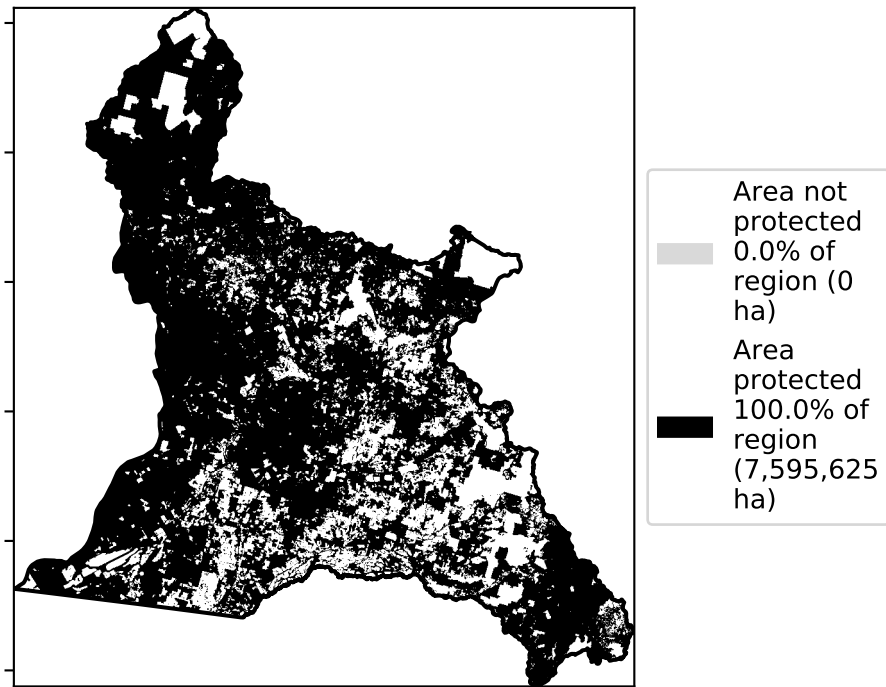 Area not
protected
0.0% of
region (0
ha)
Area
protected
100.0% of
region
(7,595,625
ha)